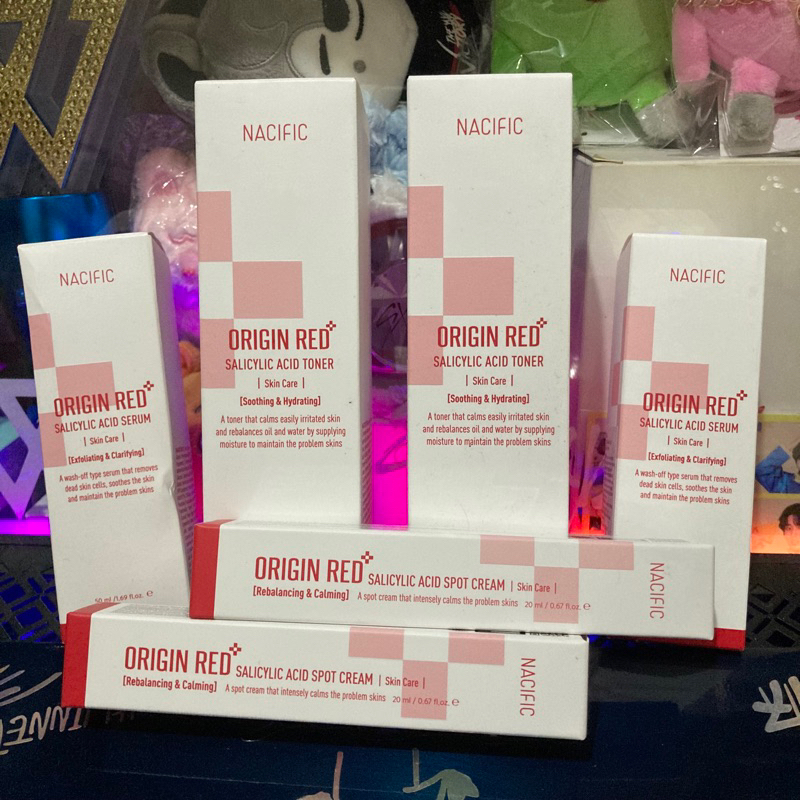 NACIFIC
ORIGIN RED
SALICYLIC ACID TONER
| Skin Care |
[Soothing & Hydrating]
A toner that calms easily irritated skin
and rebalances oil and water by supplying
moisture to maintain the problem skins
NACIFIC
ORIGIN RED
SALICYLIC ACID TONER
| Skin Care |
[Soothing & Hydrating]
A toner that calms easily irritated skin
and rebalances oil and water by supplying
moisture to maintain the problem skins
NACIFIC
ORIGIN RED
SALICYLIC ACID SERUM
| Skin Care |
[Exfoliating & Clarifying]
A wash-off type serum that removes
dead skin cells, soothes the skin
and maintain the problem skins
50 ml / 1.69 fl.oz. ℮
NACIFIC
ORIGIN RED
SALICYLIC ACID SERUM
| Skin Care |
[Exfoliating & Clarifying]
A wash-off type serum that removes
dead skin cells, soothes the skin
and maintain the problem skins
ORIGIN RED SALICYLIC ACID SPOT CREAM | Skin Care |
[Rebalancing & Calming] A spot cream that intensely calms the problem skins 20 ml / 0.67 fl.oz. ℮
NACIFIC
ORIGIN RED SALICYLIC ACID SPOT CREAM | Skin Care |
[Rebalancing & Calming] A spot cream that intensely calms the problem skins 20 ml / 0.67 fl.oz. ℮
NACIFIC